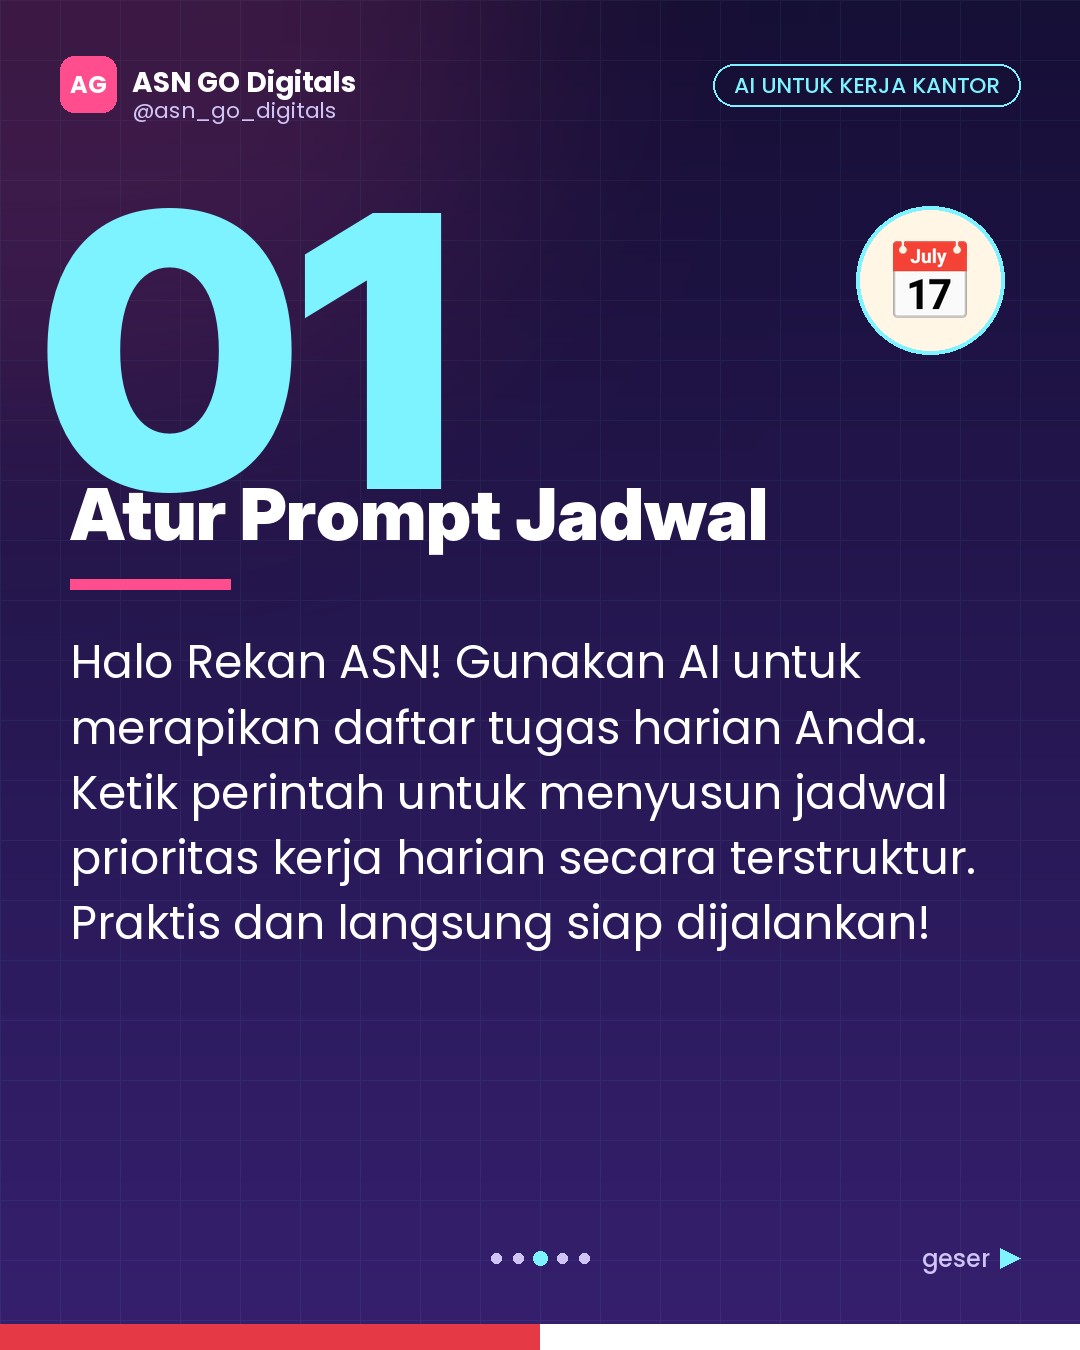 AG
ASN GO Digitals
@asn_go_digitals
AI UNTUK KERJA KANTOR
01
July
17
Atur Prompt Jadwal
Halo Rekan ASN! Gunakan AI untuk
merapikan daftar tugas harian Anda.
Ketik perintah untuk menyusun jadwal
prioritas kerja harian secara terstruktur.
Praktis dan langsung siap dijalankan!
geser